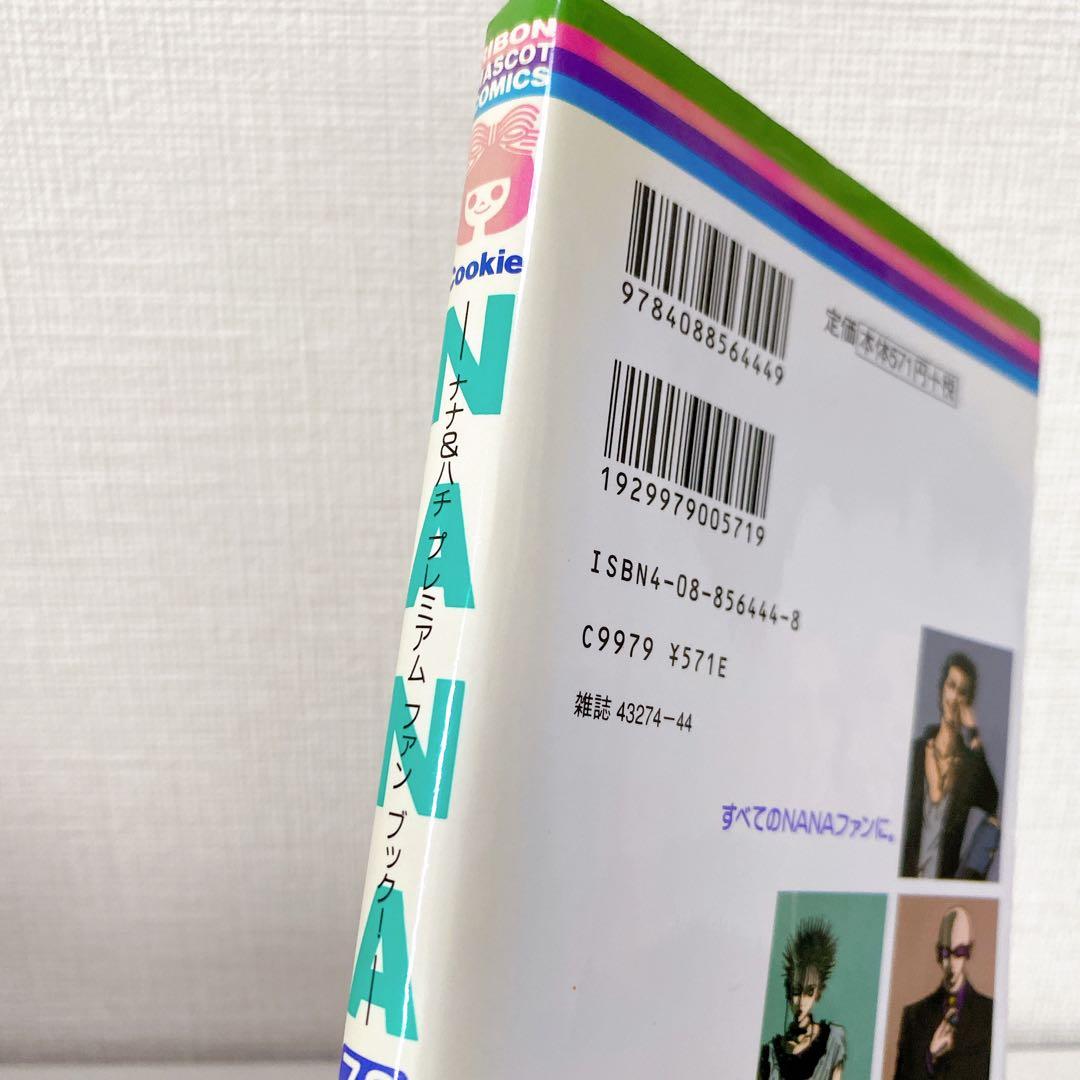 RIBON
MASCOT
COMICS
Cookie
NANA
―ナナ&ハチ プレミアム ファン ブック!―
7.8
9784088564449
定価 本体571円+税
1929979005719
ISBN4-08-856444-8
C9979 ¥571E
雑誌 43274-44
すべてのNANAファンに。